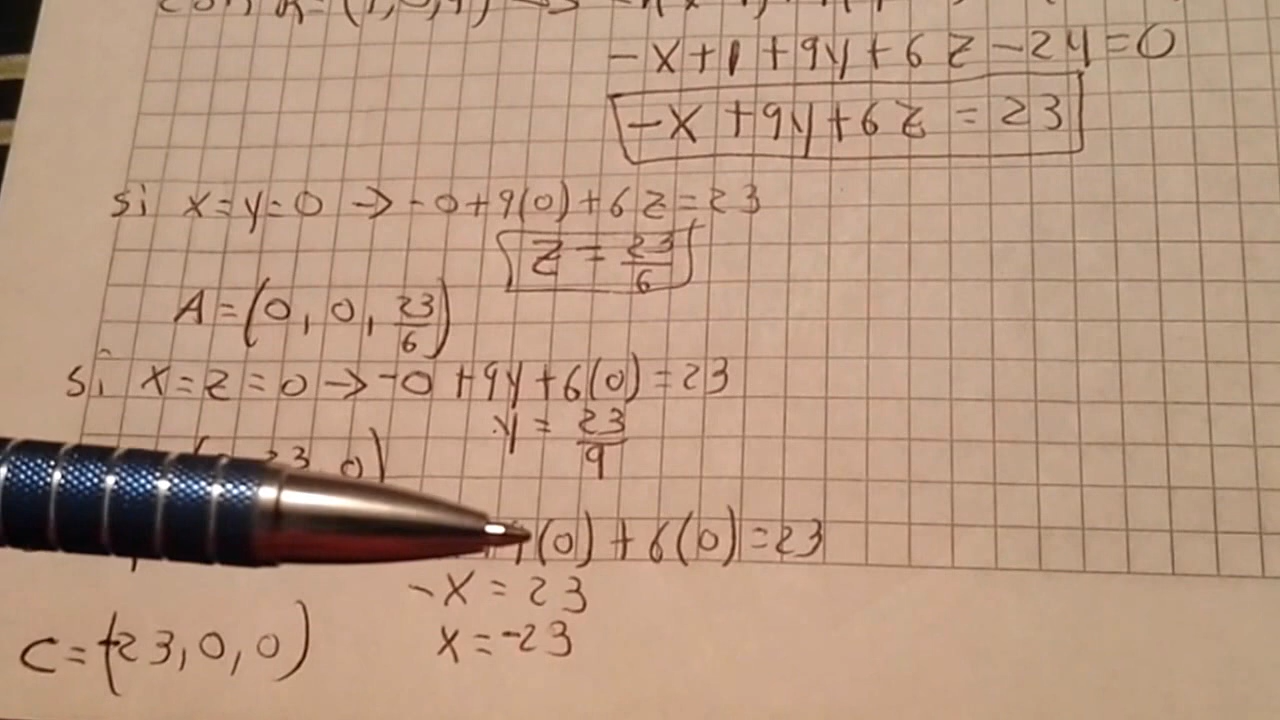 -x+1+9y+6z-24=0
-x+9y+6z=23
si x=y=0 → -0+9(0)+6z=23
z = 23/6
A=(0, 0, 23/6)
si x=z=0 → -0+9y+6(0)=23
y = 23/9
23, 0)
(0)+6(0)=23
-x = 23
x = -23
C=(-23, 0, 0)